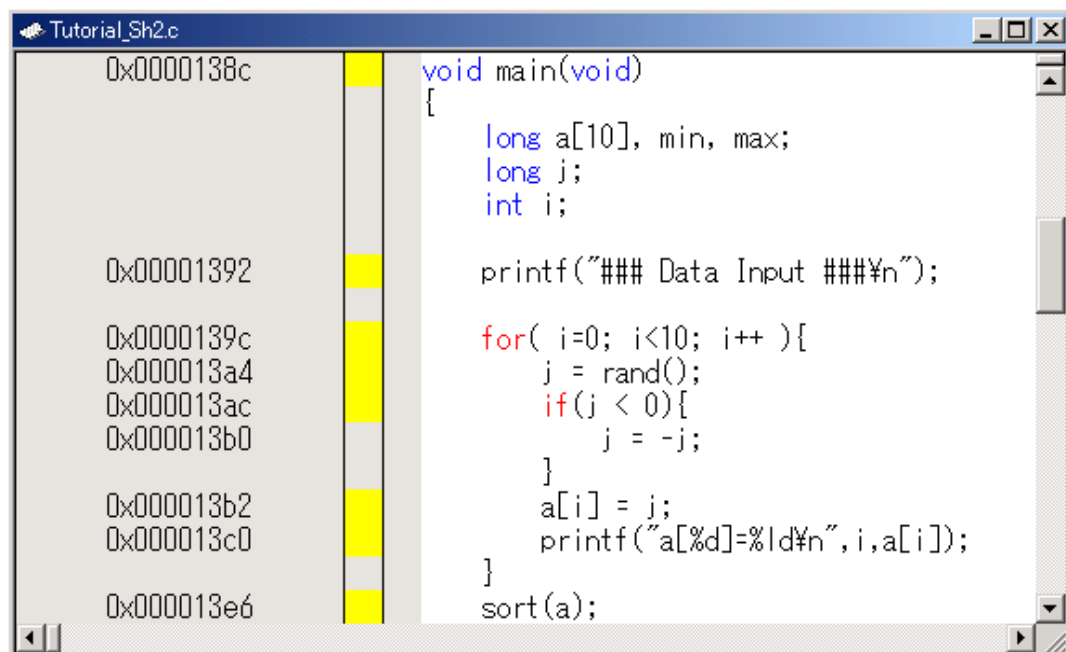 Tutorial_Sh2.c
0x0000138c void main(void)
{
long a[10], min, max;
long j;
int i;
0x00001392 printf("### Data Input ###¥n");
0x0000139c for( i=0; i<10; i++ ){
0x000013a4 j = rand();
0x000013ac if(j < 0){
0x000013b0 j = -j;
}
0x000013b2 a[i] = j;
0x000013c0 printf("a[%d]=%ld¥n",i,a[i]);
}
0x000013e6 sort(a);